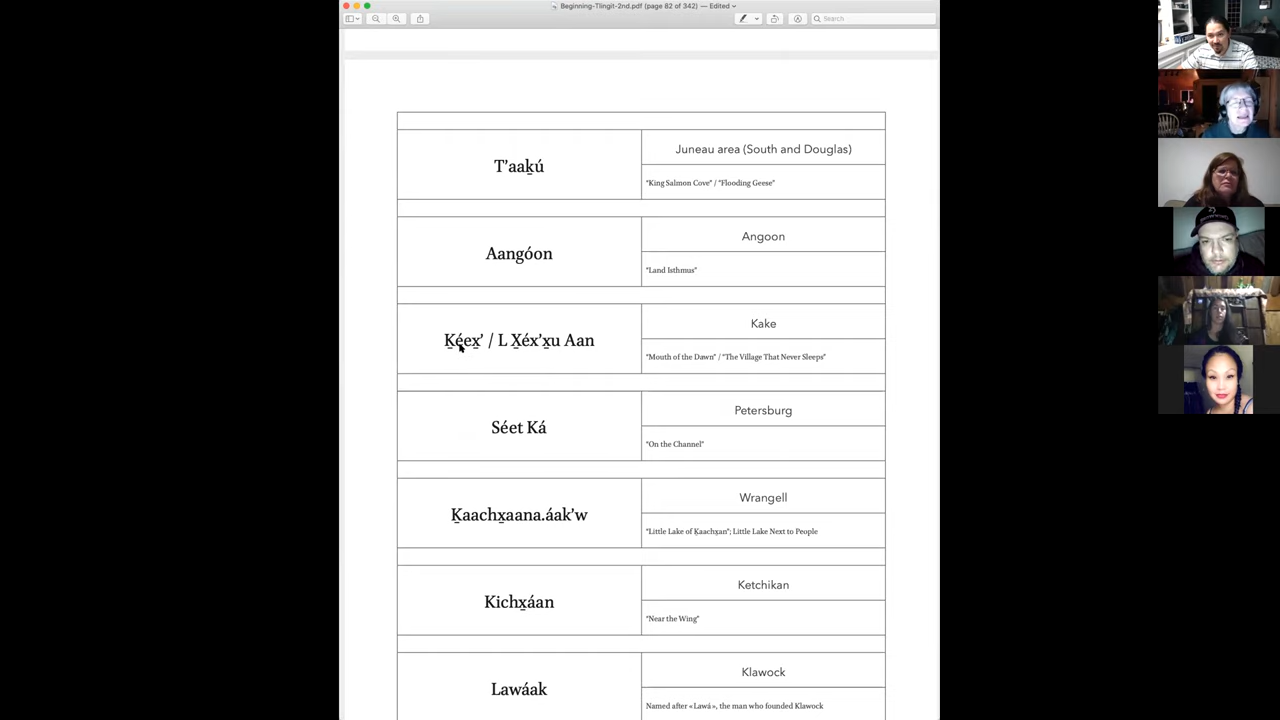 Beginning-Tlingit-2nd.pdf (page 82 of 342) — Edited
Search
T’aaḵú
Juneau area (South and Douglas)
"King Salmon Cove" / "Flooding Geese"
Aangóon
Angoon
"Land Isthmus"
Ḵéex̱’ / L X̱éx’x̱u Aan
Kake
"Mouth of the Dawn" / "The Village That Never Sleeps"
Séet Ká
Petersburg
"On the Channel"
Ḵaachx̱aana.áak’w
Wrangell
"Little Lake of Ḵaachx̱an"; Little Lake Next to People
Kichx̱áan
Ketchikan
"Near the Wing"
Lawáak
Klawock
Named after «Lawá», the man who founded Klawock